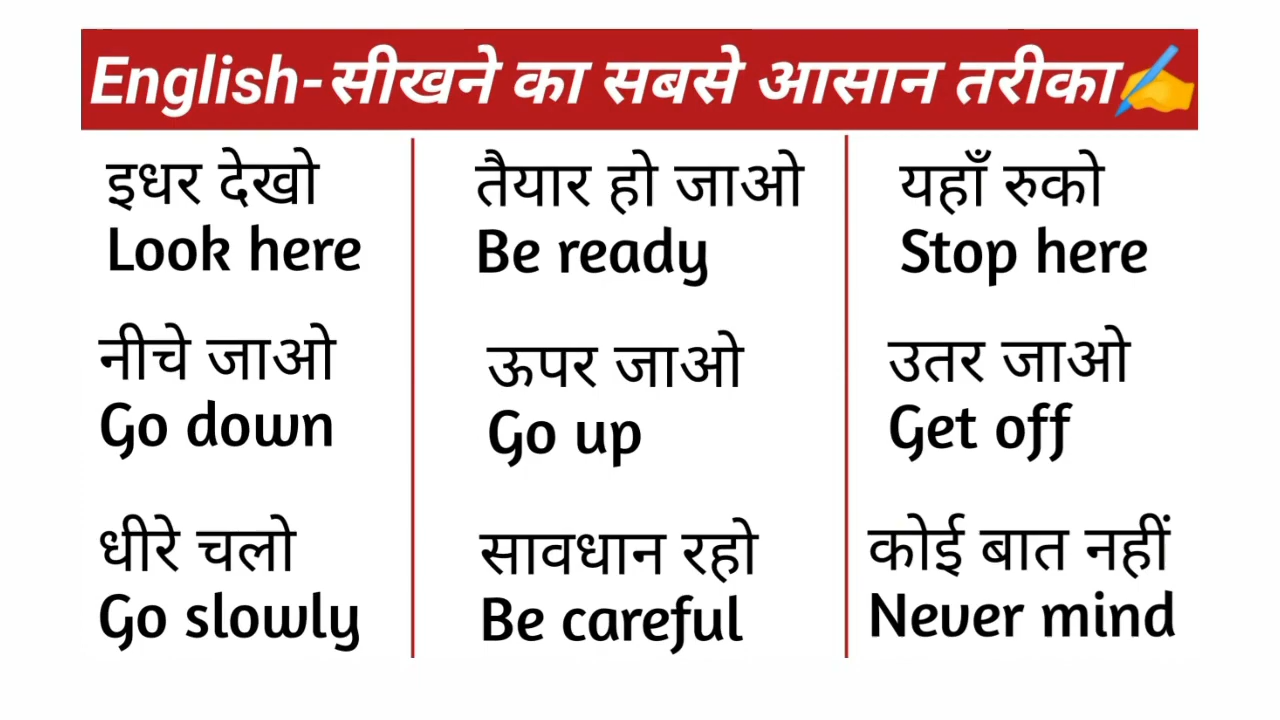 English-सीखने का सबसे आसान तरीका✍️
इधर देखो
Look here
तैयार हो जाओ
Be ready
यहाँ रुको
Stop here
नीचे जाओ
Go down
ऊपर जाओ
Go up
उतर जाओ
Get off
धीरे चलो
Go slowly
सावधान रहो
Be careful
कोई बात नहीं
Never mind